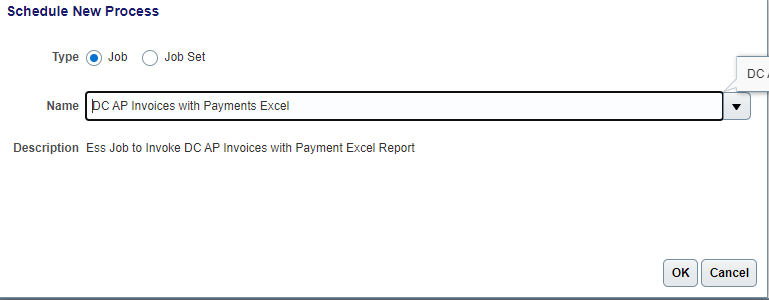 Schedule New Process
Type Job Job Set
DC
Name DC AP Invoices with Payments Excel
Description Ess Job to Invoke DC AP Invoices with Payment Excel Report
OK Cancel